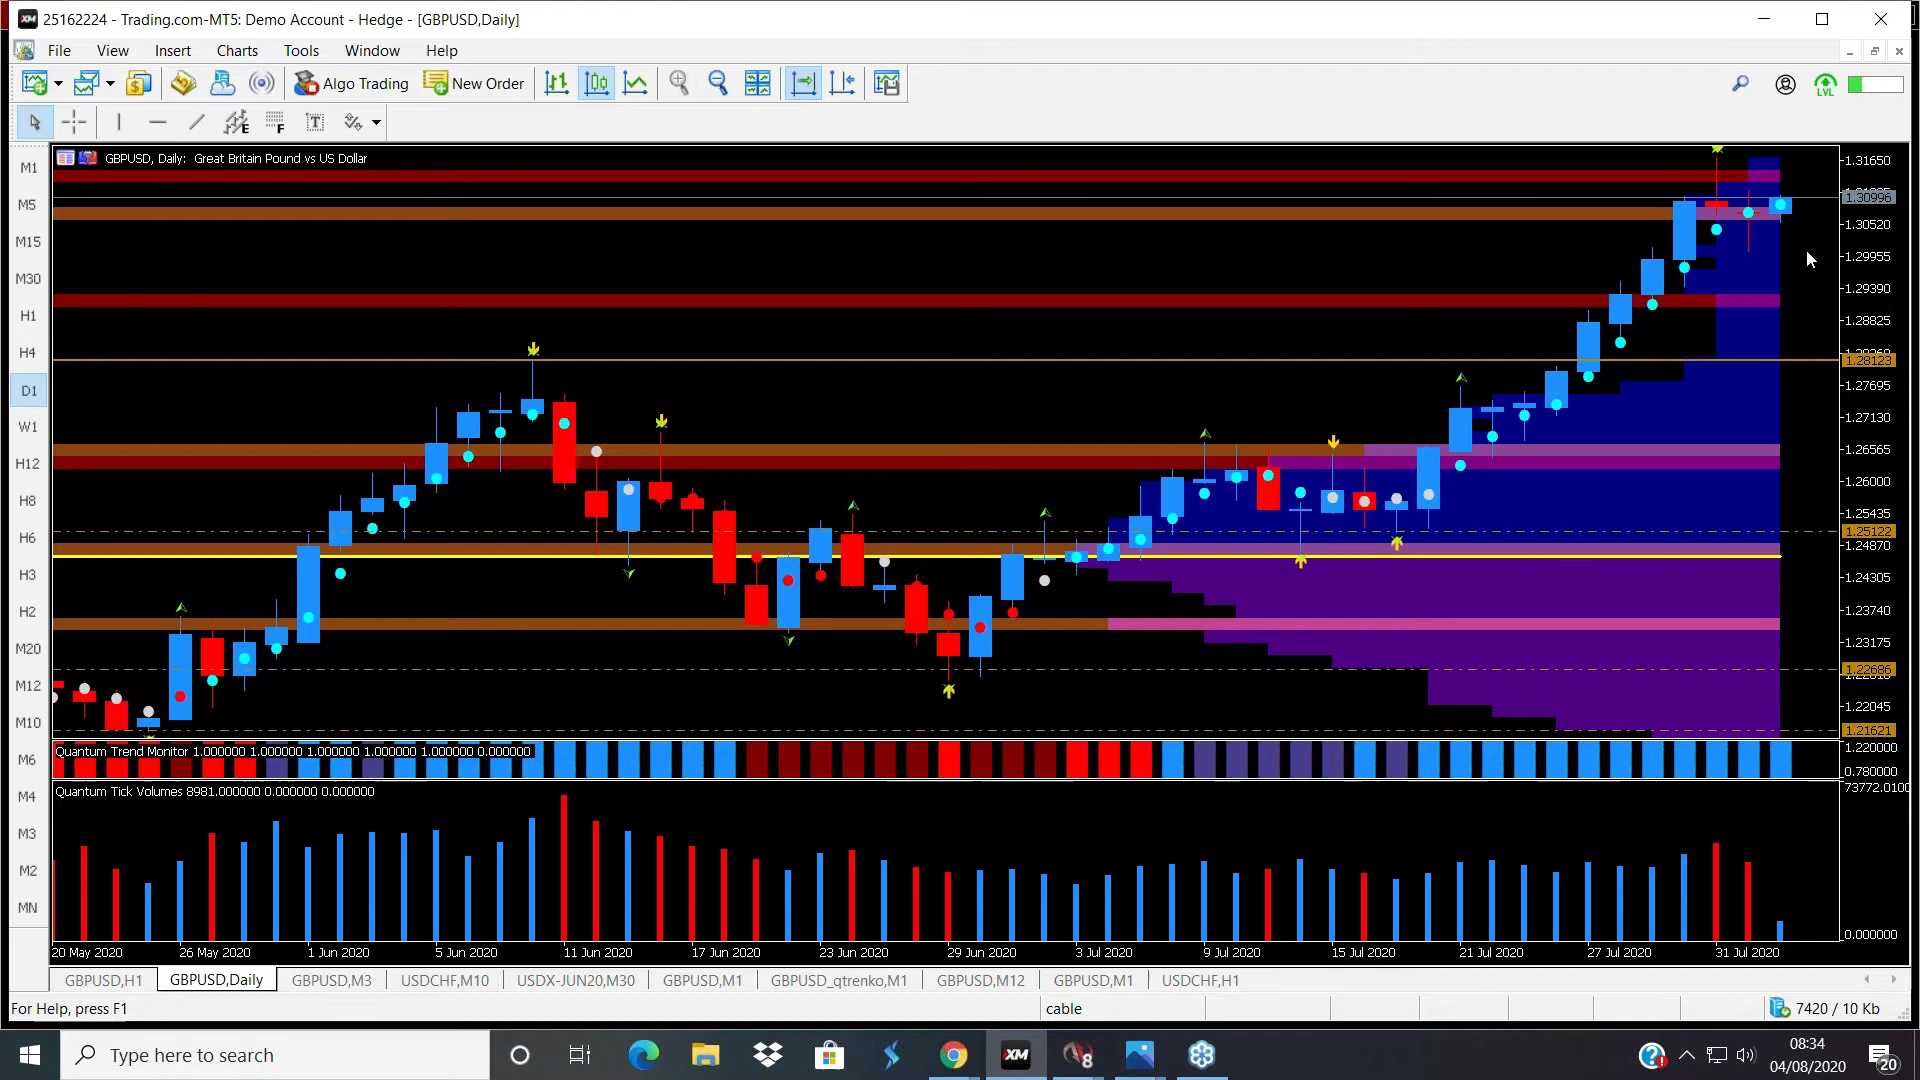 XM 25162224 - Trading.com-MT5: Demo Account - Hedge - [GBPUSD,Daily]
File View Insert Charts Tools Window Help
Algo Trading New Order LVL
E F T
GBPUSD, Daily: Great Britain Pound vs US Dollar
M1
M5
M15
M30
H1
H4
D1
W1
H12
H8
H6
H3
H2
M20
M12
M10
M6
M4
M3
M2
MN
1.31650
1.30996
1.30520
1.29955
1.29390
1.28825
1.28123
1.27695
1.27130
1.26565
1.26000
1.25435
1.25122
1.24870
1.24305
1.23740
1.23175
1.22686
1.22045
1.21621
Quantum Trend Monitor 1.000000 1.000000 1.000000 1.000000 1.000000 0.000000
1.220000
0.780000
Quantum Tick Volumes 8981.000000 0.000000 0.000000
73772.0100
0.000000
20 May 2020 26 May 2020 1 Jun 2020 5 Jun 2020 11 Jun 2020 17 Jun 2020 23 Jun 2020 29 Jun 2020 3 Jul 2020 9 Jul 2020 15 Jul 2020 21 Jul 2020 27 Jul 2020 31 Jul 2020
GBPUSD,H1 GBPUSD,Daily GBPUSD,M3 USDCHF,M10 USDX-JUN20,M30 GBPUSD,M1 GBPUSD_qtrenko,M1 GBPUSD,M12 GBPUSD,M1 USDCHF,H1
For Help, press F1 cable 7420 / 10 Kb
Type here to search XM 8 08:34
04/08/2020 20